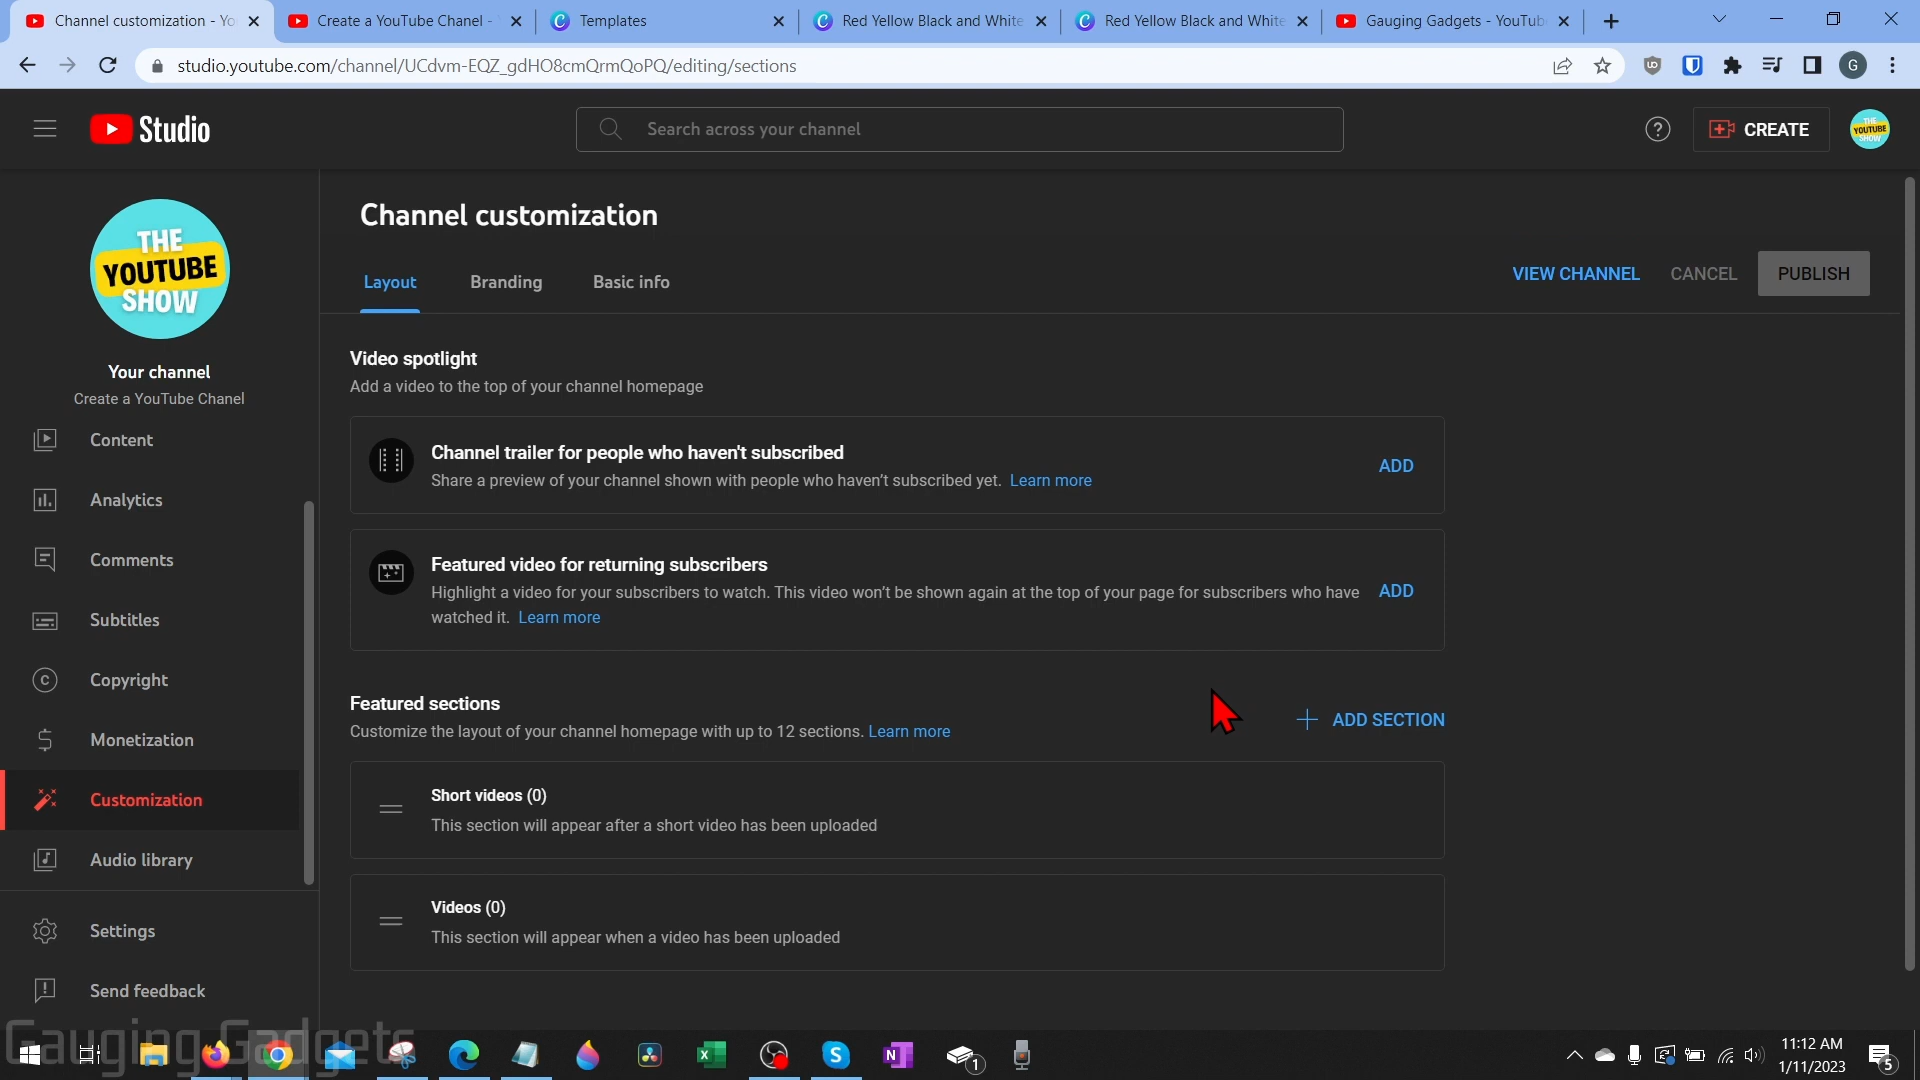 Channel customization - Yo
Create a YouTube Chanel -
Templates
Red Yellow Black and White
Red Yellow Black and White
Gauging Gadgets - YouTub
studio.youtube.com/channel/UCdvm-EQZ_gdHO8cmQrmQoPQ/editing/sections
G
Studio
Search across your channel
CREATE
THE
YOUTUBE
SHOW
THE
YOUTUBE
SHOW
Your channel
Create a YouTube Chanel
Content
Analytics
Comments
Subtitles
Copyright
Monetization
Customization
Audio library
Settings
Send feedback
Channel customization
Layout
Branding
Basic info
VIEW CHANNEL
CANCEL
PUBLISH
Video spotlight
Add a video to the top of your channel homepage
Channel trailer for people who haven't subscribed
Share a preview of your channel shown with people who haven't subscribed yet. Learn more
ADD
Featured video for returning subscribers
Highlight a video for your subscribers to watch. This video won't be shown again at the top of your page for subscribers who have
watched it. Learn more
ADD
Featured sections
Customize the layout of your channel homepage with up to 12 sections. Learn more
ADD SECTION
Short videos (0)
This section will appear after a short video has been uploaded
Videos (0)
This section will appear when a video has been uploaded
Gauging Gadgets
1
11:12 AM
1/11/2023
5